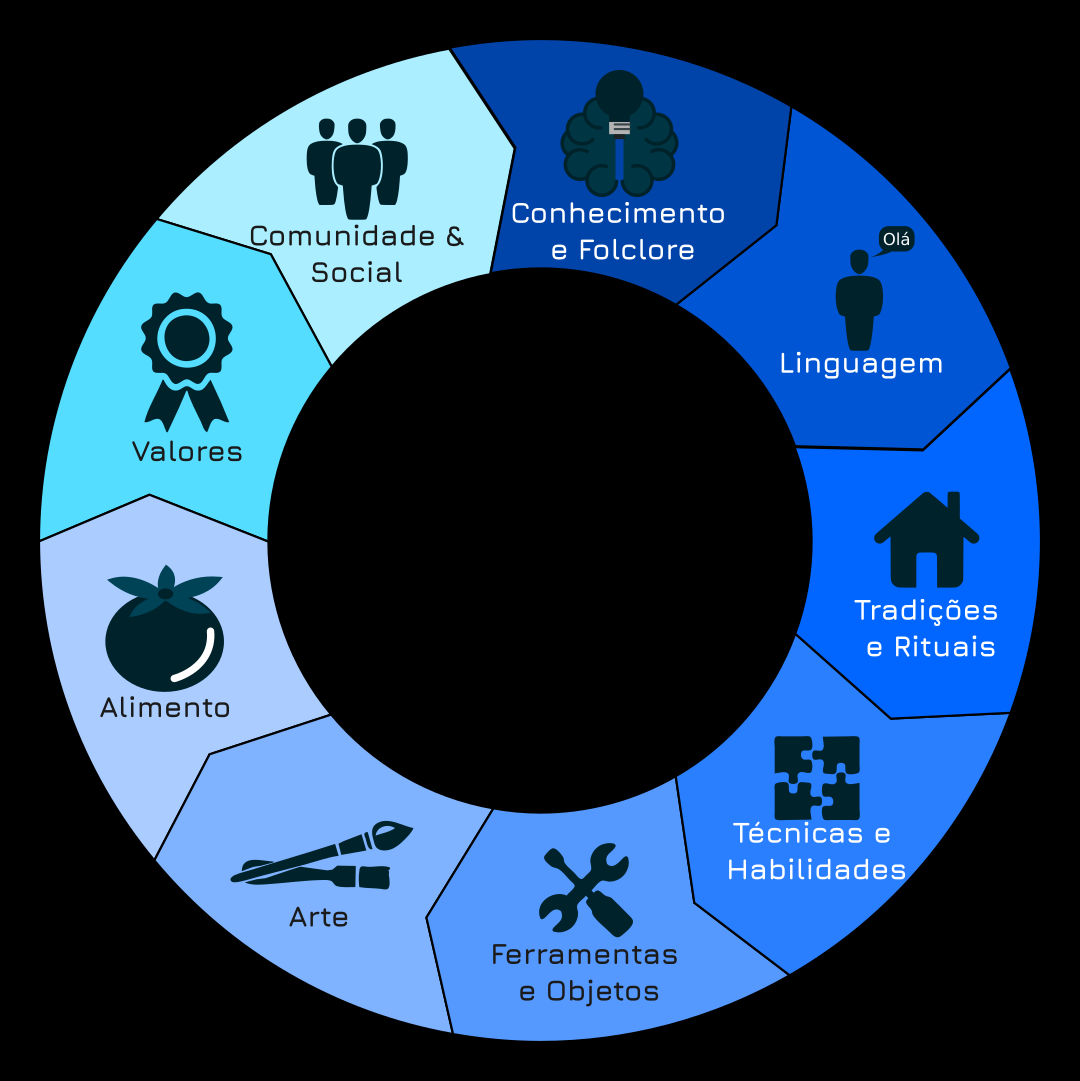 Conhecimento
e Folclore
Olá
Linguagem
Tradições
e Rituais
Técnicas e
Habilidades
Ferramentas
e Objetos
Arte
Alimento
Valores
Comunidade &
Social